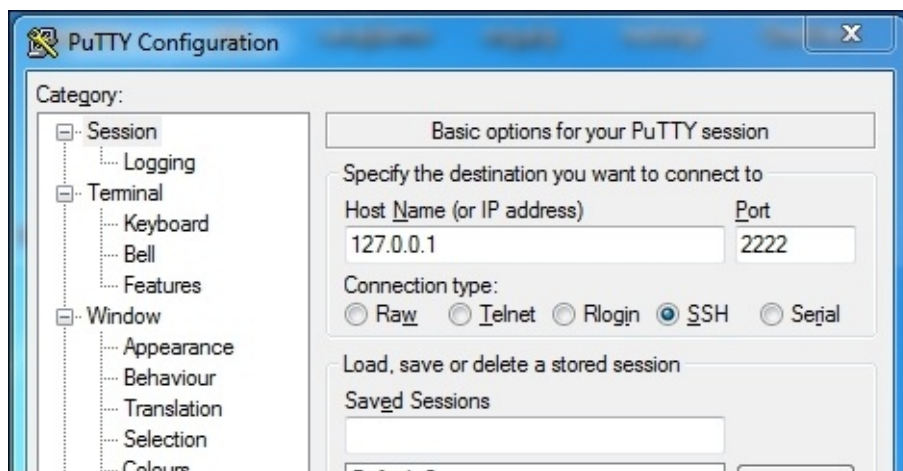 PuTTY Configuration
X
Category:
Session
Logging
Terminal
Keyboard
Bell
Features
Window
Appearance
Behaviour
Translation
Selection
Colours
Basic options for your PuTTY session
Specify the destination you want to connect to
Host Name (or IP address) Port
127.0.0.1 2222
Connection type:
Raw Telnet Rlogin SSH Serial
Load, save or delete a stored session
Saved Sessions